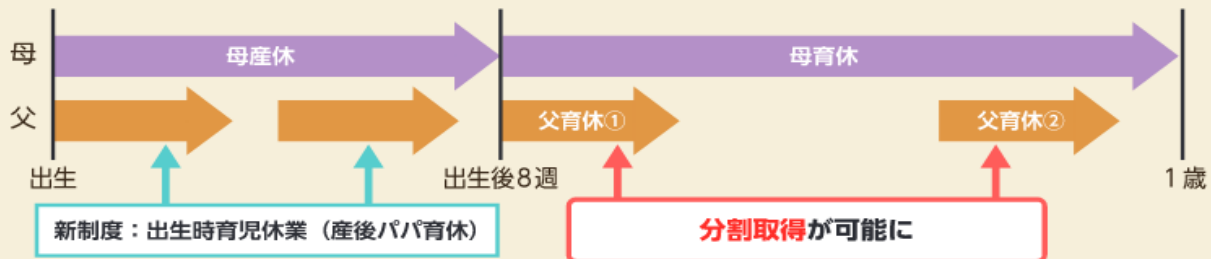 母
母産休
母育休
父
父育休①
父育休②
出生
出生後8週
1歳
新制度：出生時育児休業（産後パパ育休）
分割取得が可能に